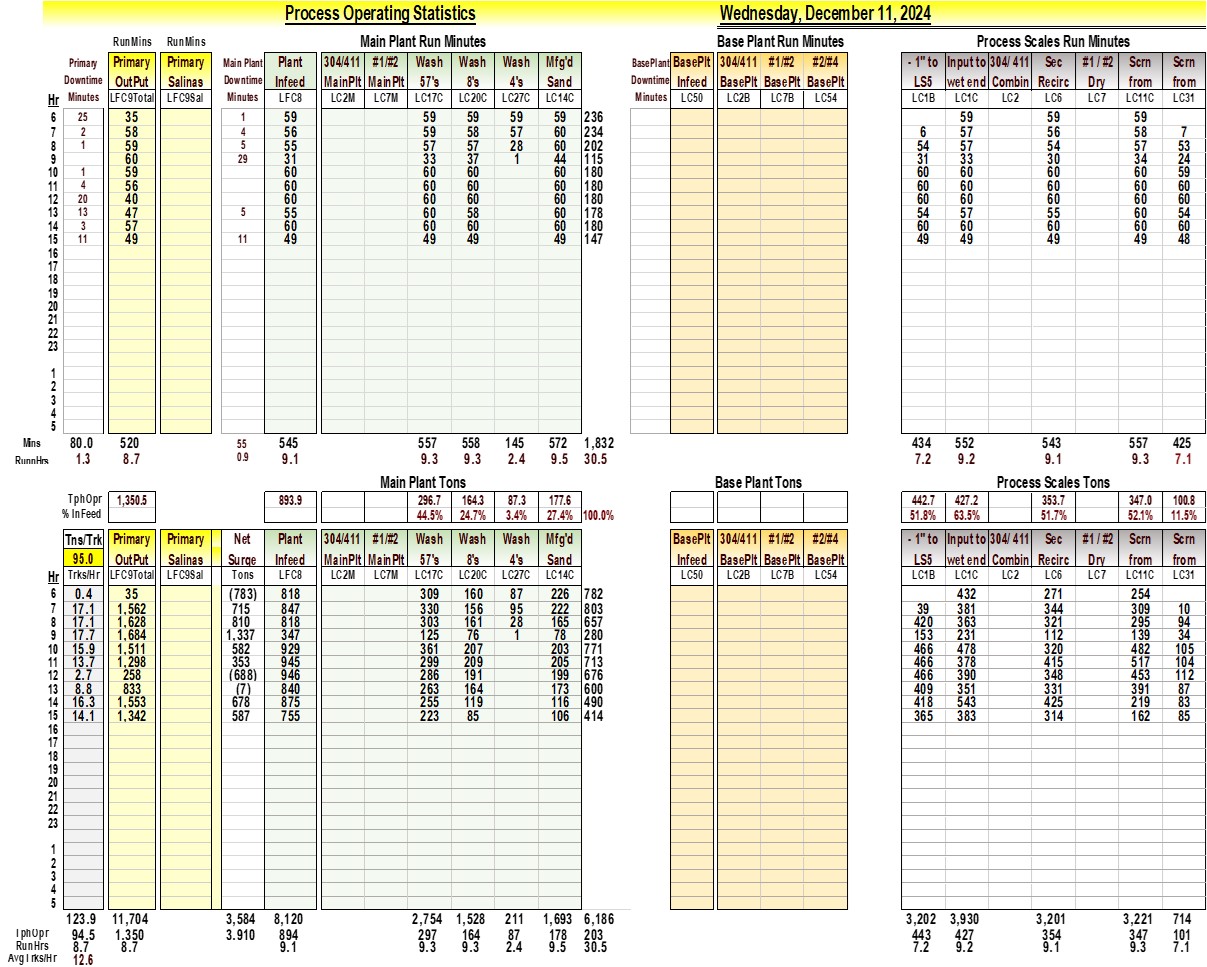 Process Operating Statistics Wednesday, December 11, 2024
RunMins RunMins Main Plant Run Minutes Base Plant Run Minutes Process Scales Run Minutes
Primary Primary Primary Main Plant Plant 304/411 #1/#2 Wash Wash Wash Mfg'd BasePlant BasePlt 304/411 #1/#2 #2/#4 - 1" to Input to 304/ 411 Sec #1 / #2 Scrn Scrn
Downtime OutPut Salinas Downtime Infeed MainPlt MainPlt 57's 8's 4's Sand Downtime Infeed BasePlt BasePlt BasePlt LS5 wet end Combin Recirc Dry from from
Hr Minutes LFC9Total LFC9Sal Minutes LFC8 LC2M LC7M LC17C LC20C LC27C LC14C Minutes LC50 LC2B LC7B LC54 LC1B LC1C LC2 LC6 LC7 LC11C LC31
6 25 35 1 59 59 59 59 59 236 59 59 59
7 2 58 4 56 59 58 57 60 234 6 57 56 58 7
8 1 59 5 55 57 57 28 60 202 54 57 54 57 53
9 60 29 31 33 37 1 44 115 31 33 30 34 24
10 1 59 60 60 60 60 180 60 60 60 60 59
11 4 56 60 60 60 60 180 60 60 60 60 60
12 20 40 60 60 60 60 180 60 60 60 60 60
13 13 47 5 55 60 58 60 178 54 57 55 60 54
14 3 57 60 60 60 60 180 60 60 60 60 60
15 11 49 11 49 49 49 49 147 49 49 49 49 48
16
17
18
19
20
21
22
23
1
2
3
4
5
Mins 80.0 520 55 545 557 558 145 572 1,832 434 552 543 557 425
RunnHrs 1.3 8.7 0.9 9.1 9.3 9.3 2.4 9.5 30.5 7.2 9.2 9.1 9.3 7.1
Main Plant Tons Base Plant Tons Process Scales Tons
TphOpr 1,350.5 893.9 296.7 164.3 87.3 177.6 442.7 427.2 353.7 347.0 100.8
% InFeed 44.5% 24.7% 3.4% 27.4% 100.0% 51.8% 63.5% 51.7% 52.1% 11.5%
Tns/Trk Primary Primary Net Plant 304/411 #1/#2 Wash Wash Wash Mfg'd BasePlt 304/411 #1/#2 #2/#4 - 1" to Input to 304/ 411 Sec #1 / #2 Scrn Scrn
95.0 OutPut Salinas Surge Infeed MainPlt MainPlt 57's 8's 4's Sand Infeed BasePlt BasePlt BasePlt LS5 wet end Combin Recirc Dry from from
Hr Trks/Hr LFC9Total LFC9Sal Tons LFC8 LC2M LC7M LC17C LC20C LC27C LC14C LC50 LC2B LC7B LC54 LC1B LC1C LC2 LC6 LC7 LC11C LC31
6 0.4 35 (783) 818 309 160 87 226 782 432 271 254
7 17.1 1,562 715 847 330 156 95 222 803 39 381 344 309 10
8 17.1 1,628 810 818 303 161 28 165 657 420 363 321 295 94
9 17.7 1,684 1,337 347 125 76 1 78 280 153 231 112 139 34
10 15.9 1,511 582 929 361 207 203 771 466 478 320 482 105
11 13.7 1,298 353 945 299 209 205 713 466 378 415 517 104
12 2.7 258 (688) 946 286 191 199 676 466 390 348 453 112
13 8.8 833 (7) 840 263 164 173 600 409 351 331 391 87
14 16.3 1,553 678 875 255 119 116 490 418 543 425 219 83
15 14.1 1,342 587 755 223 85 106 414 365 383 314 162 85
16
17
18
19
20
21
22
23
1
2
3
4
5
123.9 11,704 3,584 8,120 2,754 1,528 211 1,693 6,186 3,202 3,930 3,201 3,221 714
TphOpr 94.5 1,350 3.910 894 297 164 87 178 203 443 427 354 347 101
RunHrs 8.7 8.7 9.1 9.3 9.3 2.4 9.5 30.5 7.2 9.2 9.1 9.3 7.1
AvgTrks/Hr 12.6